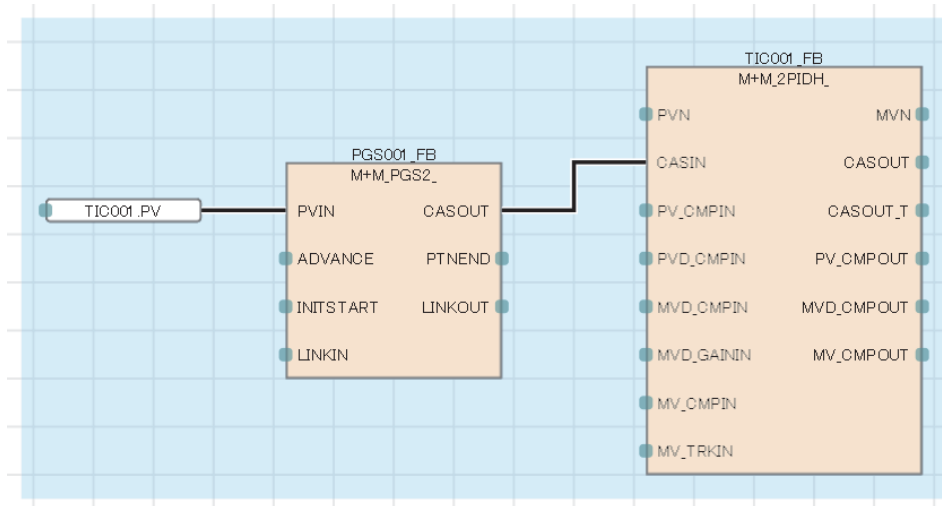 TIC001_FB
M+M_2PIDH_
PVN MVN
CASIN CASOUT
PV_CMPIN CASOUT_T
PVD_CMPIN PV_CMPOUT
MVD_CMPIN MVD_CMPOUT
MVD_GAININ MV_CMPOUT
MV_CMPIN
MV_TRKIN
PGS001_FB
M+M_PGS2_
PVIN CASOUT
ADVANCE PTNEND
INITSTART LINKOUT
LINKIN
TIC001.PV